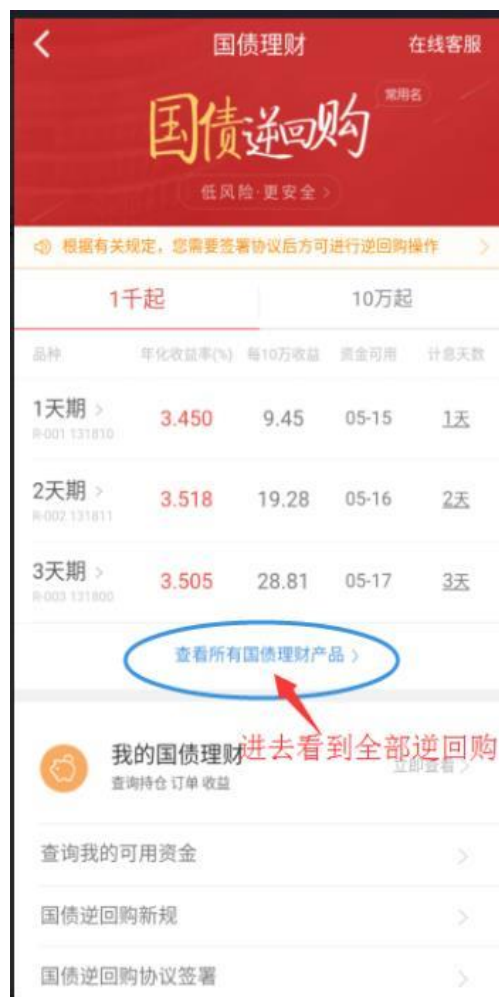 国债理财
在线客服
国债逆回购
常用名
低风险·更安全 >
根据有关规定，您需要签署协议后方可进行逆回购操作 >
1千起
10万起
品种 年化收益率(%) 每10万收益 资金可用 计息天数
1天期 > 3.450 9.45 05-15 1天
R-001 131810
2天期 > 3.518 19.28 05-16 2天
R-002 131811
3天期 > 3.505 28.81 05-17 3天
R-003 131800
查看所有国债理财产品 >
进去看到全部逆回购
我的国债理财
立即查看 >
查询持仓 订单 收益
查询我的可用资金 >
国债逆回购新规 >
国债逆回购协议签署 >